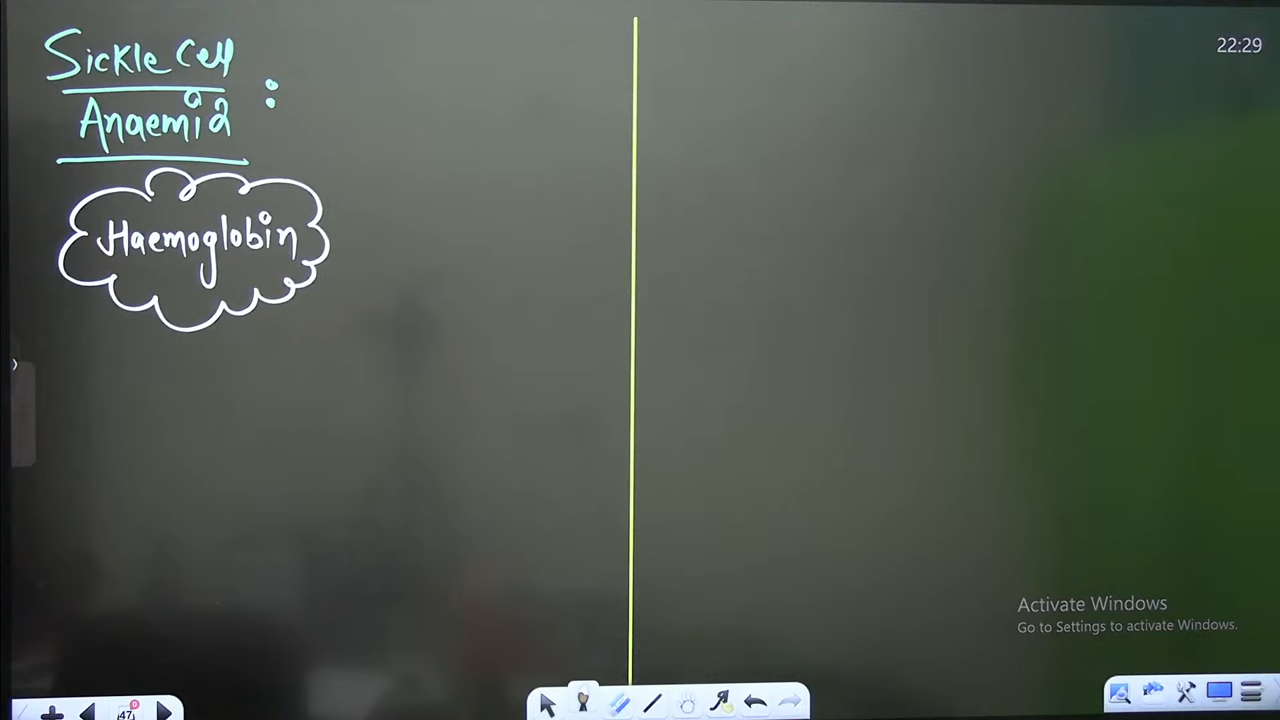 Sickle Cell
Anaemia :
Haemoglobin
22:29
Activate Windows
Go to Settings to activate Windows.
47